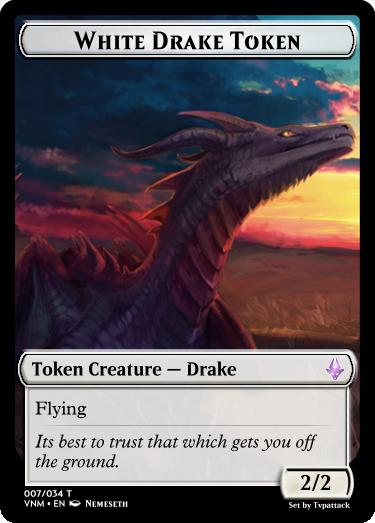 White Drake Token
Token Creature — Drake
Flying
Its best to trust that which gets you off
the ground.
2/2
007/034 T
VNM • EN Nemeseth
Set by Tvpattack